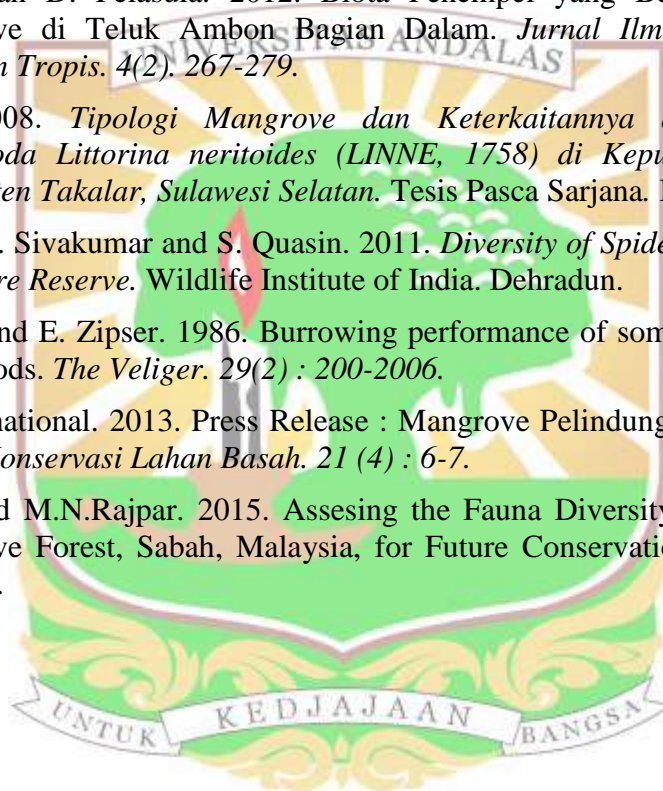 an D. Pelasula. 2012. Biota Penempel yang
ve di Teluk Ambon Bagian Dalam. Jurnal Ilm
n Tropis. 4(2). 267-279.
UNIVERSITAS ANDALAS
008. Tipologi Mangrove dan Keterkaitannya
oda Littorina neritoides (LINNE, 1758) di Kepu
ten Takalar, Sulawesi Selatan. Tesis Pasca Sarjana.
. Sivakumar and S. Quasin. 2011. Diversity of Spide
re Reserve. Wildlife Institute of India. Dehradun.
nd E. Zipser. 1986. Burrowing performance of som
ods. The Veliger. 29(2) : 200-2006.
national. 2013. Press Release : Mangrove Pelindung
Konservasi Lahan Basah. 21 (4) : 6-7.
d M.N.Rajpar. 2015. Assesing the Fauna Diversity
ve Forest, Sabah, Malaysia, for Future Conservatio
.
UNTUK KEDJAJAAN BANGSA